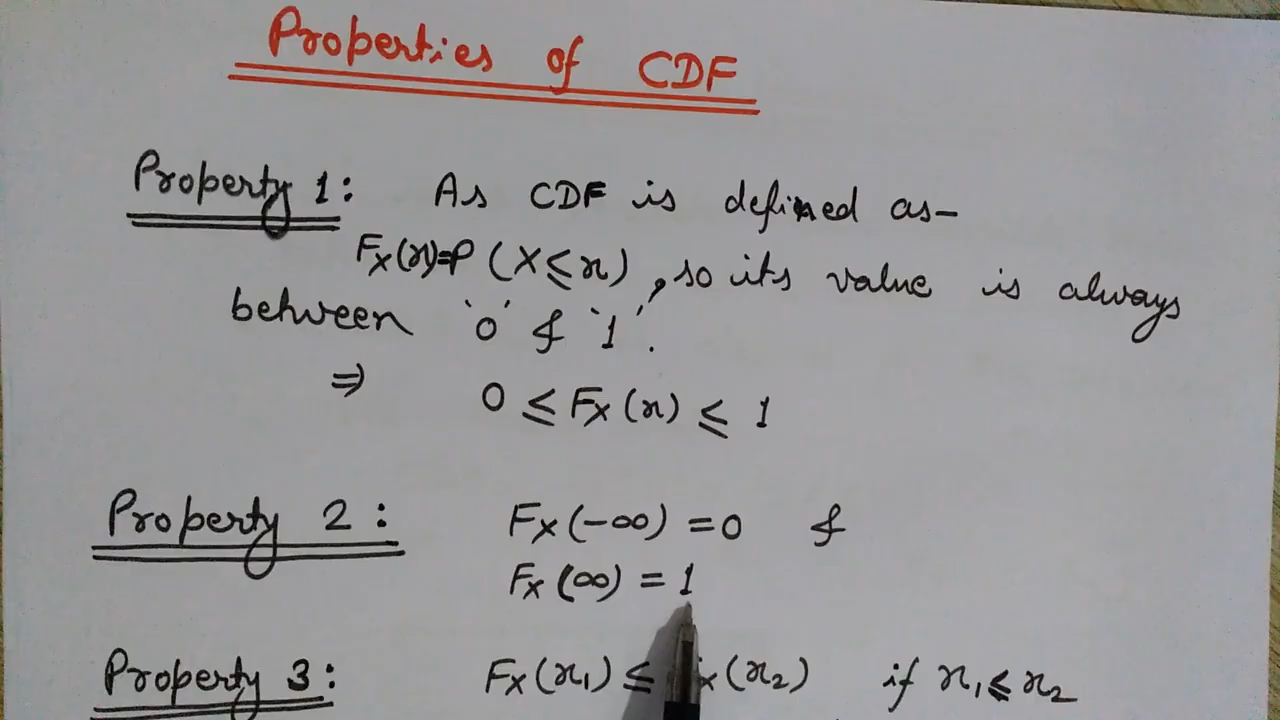 Properties of CDF
Property 1: As CDF is defined as-
Fx(x)=P (X≤x), so its value is always
between '0' & '1'.
⇒ 0 ≤ Fx(x) ≤ 1
Property 2: Fx(-∞) = 0 &
Fx(∞) = 1
Property 3: Fx(x₁) ≤ x(x₂) if x₁≤x₂